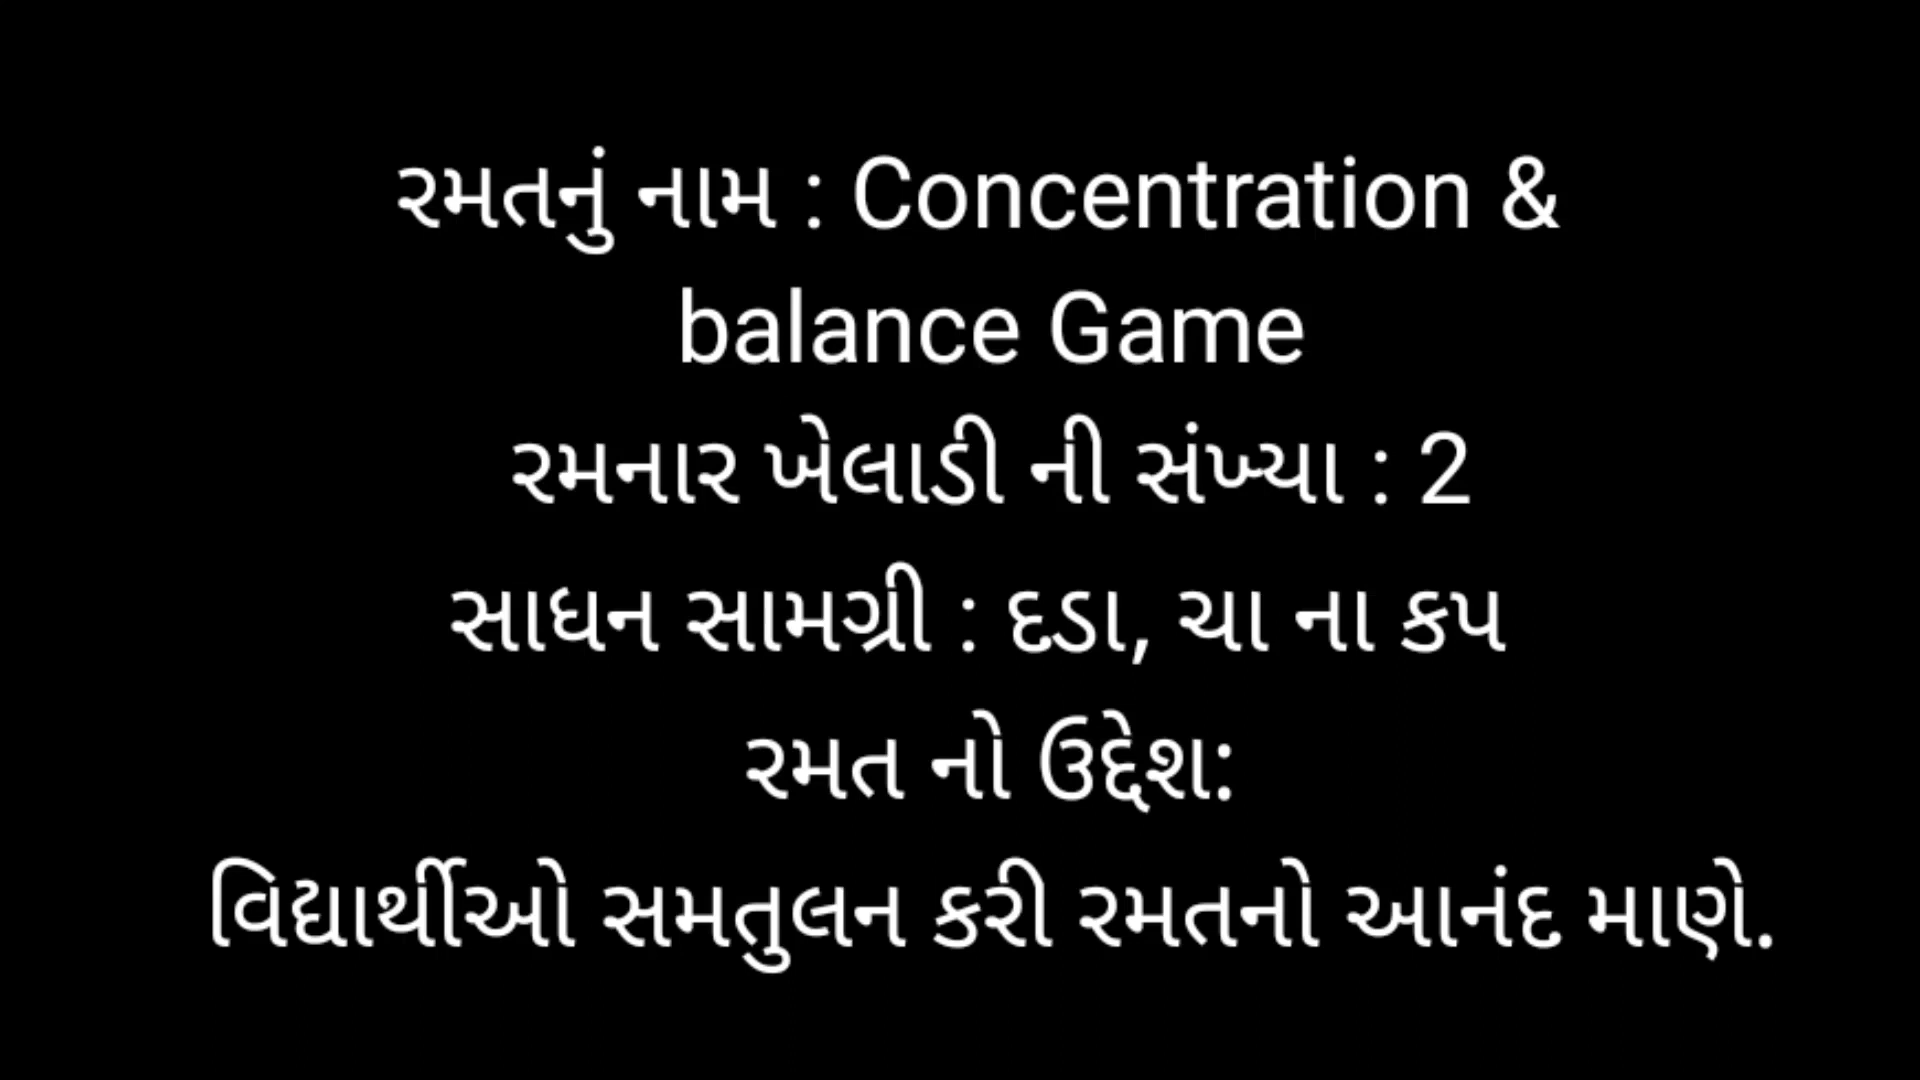 રમતનું નામ : Concentration &
balance Game
રમનાર ખેલાડી ની સંખ્યા : 2
સાધન સામગ્રી : દડા, ચા ના કપ
રમત નો ઉદ્દેશ:
વિદ્યાર્થીઓ સમતુલન કરી રમતનો આનંદ માણે.